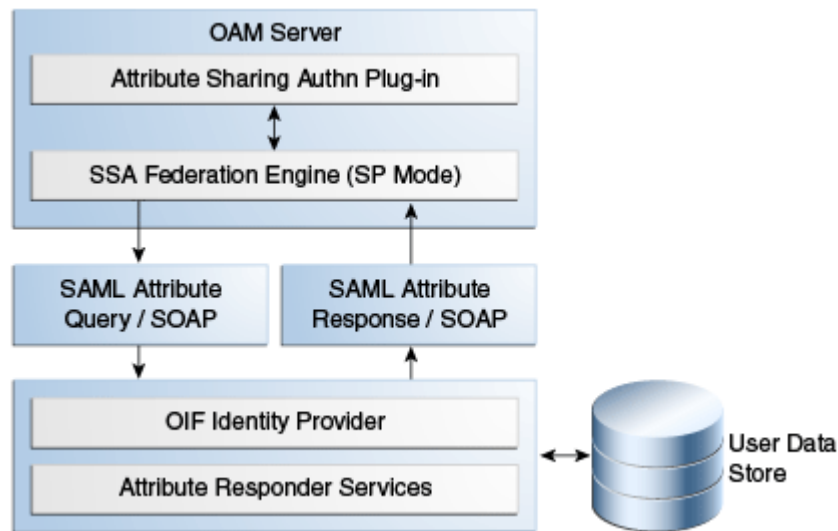 OAM Server
Attribute Sharing Authn Plug-in
SSA Federation Engine (SP Mode)
SAML Attribute
Query / SOAP
SAML Attribute
Response / SOAP
OIF Identity Provider
Attribute Responder Services
User Data
Store